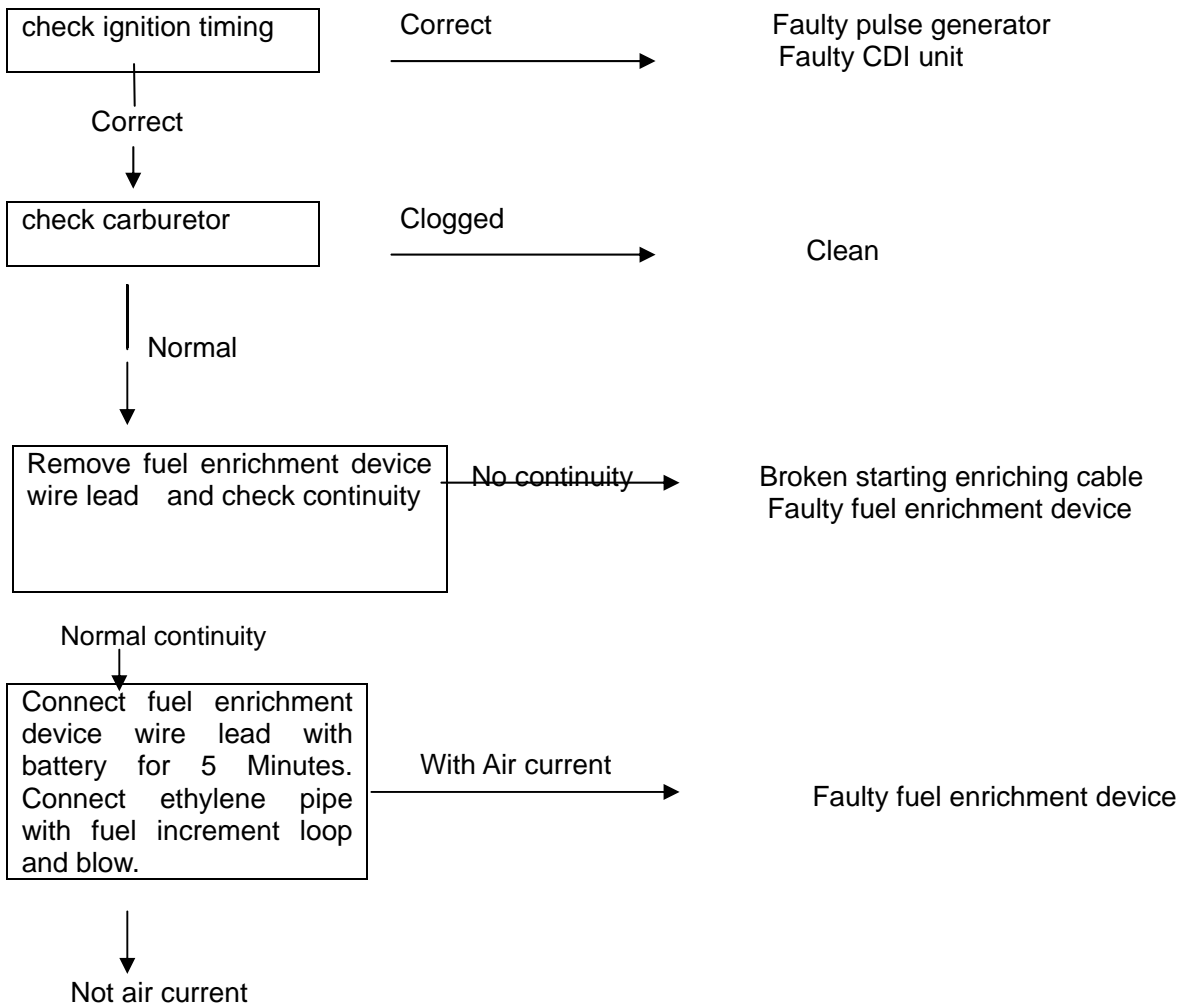 check ignition timing
Correct
Faulty pulse generator
Faulty CDI unit
Correct
check carburetor
Clogged
Clean
Normal
Remove fuel enrichment device
wire lead and check continuity
No continuity
Broken starting enriching cable
Faulty fuel enrichment device
Normal continuity
Connect fuel enrichment
device wire lead with
battery for 5 Minutes.
Connect ethylene pipe
with fuel increment loop
and blow.
With Air current
Faulty fuel enrichment device
Not air current